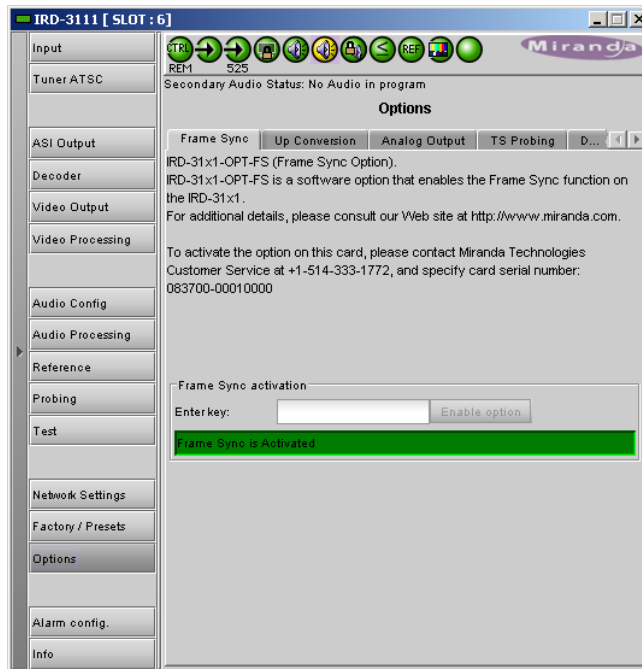 IRD-3111 [ SLOT : 6]
Input
Tuner ATSC
ASI Output
Decoder
Video Output
Video Processing
Audio Config
Audio Processing
Reference
Probing
Test
Network Settings
Factory / Presets
Options
Alarm config.
Info
CTRL
REF
Miranda
REM 525
Secondary Audio Status: No Audio in program
Options
Frame Sync Up Conversion Analog Output TS Probing D...
IRD-31x1-OPT-FS (Frame Sync Option).
IRD-31x1-OPT-FS is a software option that enables the Frame Sync function on
the IRD-31x1.
For additional details, please consult our Web site at http://www.miranda.com.
To activate the option on this card, please contact Miranda Technologies
Customer Service at +1-514-333-1772, and specify card serial number:
083700-00010000
Frame Sync activation
Enter key: Enable option
Frame Sync is Activated